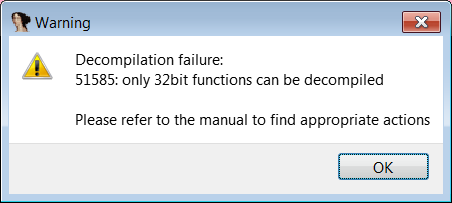 Warning
Decompilation failure:
51585: only 32bit functions can be decompiled
Please refer to the manual to find appropriate actions
OK